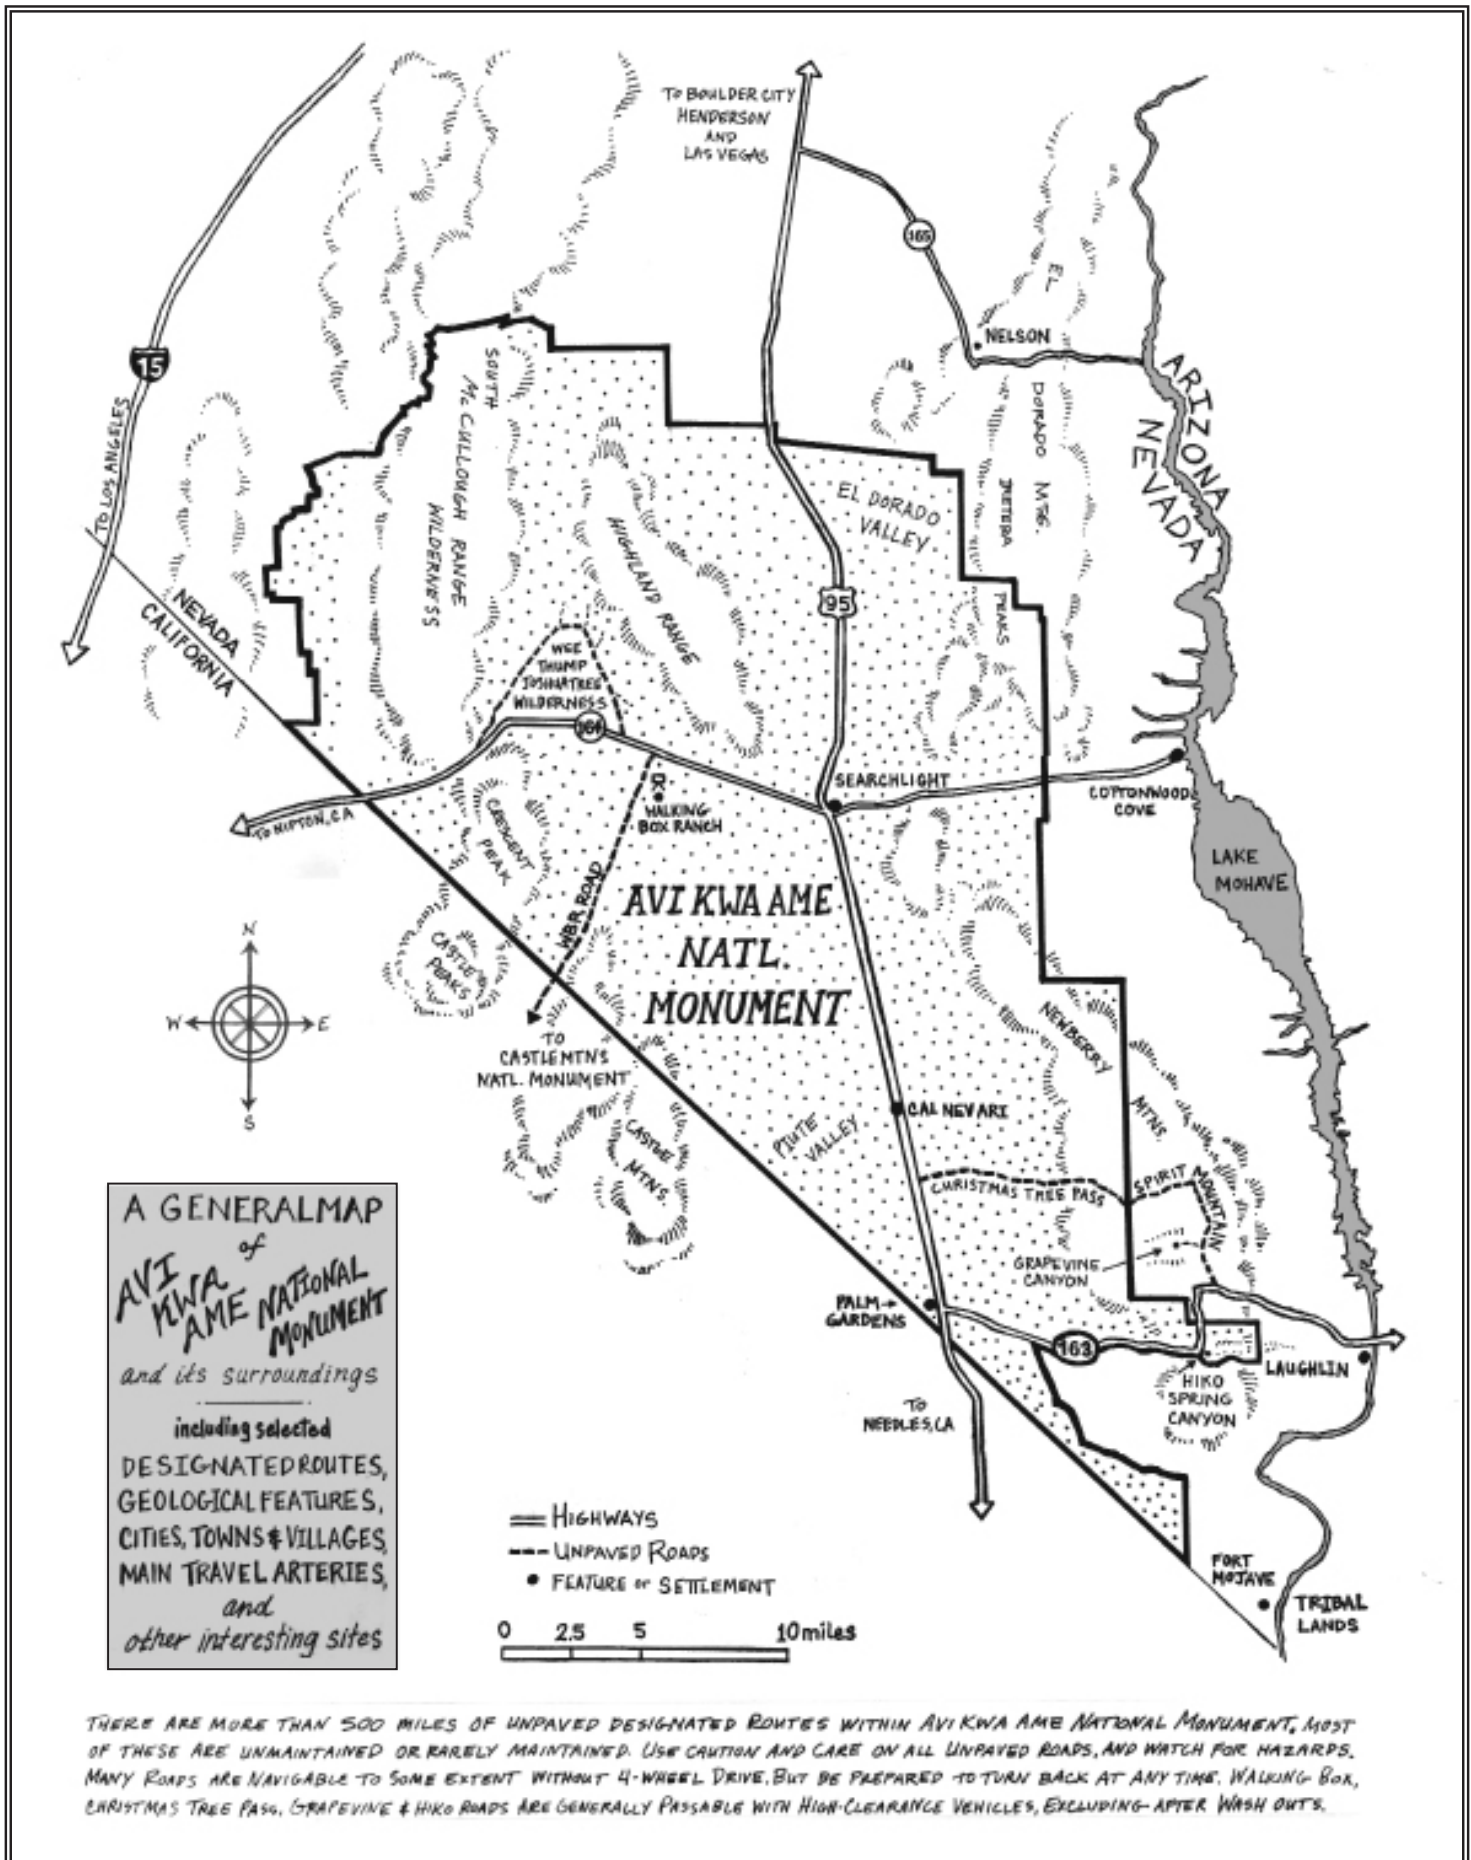 TO BOULDER CITY
HENDERSON
AND
LAS VEGAS
165
EL
NELSON
15
TO LOS ANGELES
ARIZONA
NEVADA
SOUTH
MCCULLOUGH RANGE
WILDERNESS
DORADO MTS.
IRETEBA
PEAKS
EL DORADO
VALLEY
HIGHLAND RANGE
95
NEVADA
CALIFORNIA
WEE
THUMP
JOSHUA TREE
WILDERNESS
SEARCHLIGHT
COTTONWOOD
COVE
TO NIPTON, CA
WALKING
BOX RANCH
CRESCENT
PEAK
WBR ROAD
LAKE
MOHAVE
AVI KWA AME
NATL.
MONUMENT
CASTLE
PEAKS
N
W
E
S
TO
CASTLE MTN'S
NATL. MONUMENT
NEWBERRY
MTNS.
CAL NEV ARI
PIUTE
VALLEY
CASTLE
MTNS.
CHRISTMAS TREE PASS
SPIRIT MOUNTAIN
GRAPEVINE
CANYON
PALM
GARDENS
163
LAUGHLIN
HIKO
SPRING
CANYON
TO
NEEDLES, CA
FORT
MOJAVE
TRIBAL
LANDS
A GENERAL MAP
of
AVI
KWA
AME
NATIONAL
MONUMENT
and its surroundings
including selected
DESIGNATED ROUTES,
GEOLOGICAL FEATURES,
CITIES, TOWNS & VILLAGES,
MAIN TRAVEL ARTERIES,
and
other interesting sites
HIGHWAYS
UNPAVED ROADS
FEATURE or SETTLEMENT
0 2.5 5 10 miles
THERE ARE MORE THAN 500 MILES OF UNPAVED DESIGNATED ROUTES WITHIN AVI KWA AME NATIONAL MONUMENT. MOST
OF THESE ARE UNMAINTAINED OR RARELY MAINTAINED. USE CAUTION AND CARE ON ALL UNPAVED ROADS, AND WATCH FOR HAZARDS.
MANY ROADS ARE NAVIGABLE TO SOME EXTENT WITHOUT 4-WHEEL DRIVE, BUT BE PREPARED TO TURN BACK AT ANY TIME. WALKING BOX,
CHRISTMAS TREE PASS, GRAPEVINE & HIKO ROADS ARE GENERALLY PASSABLE WITH HIGH-CLEARANCE VEHICLES, EXCLUDING AFTER WASH OUTS.